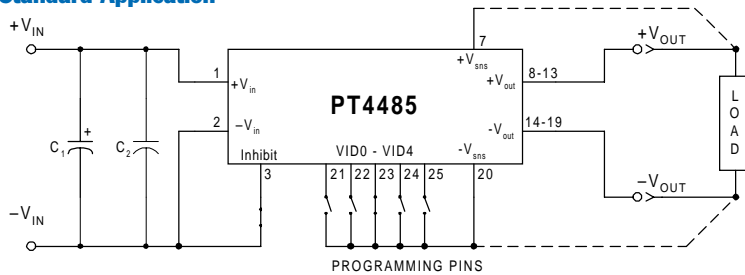 Standard Application
+VIN
7
+VOUT
+Vsns
1
+Vin
+Vout
8-13
PT4485
2
−Vin
-Vout
14-19
LOAD
C1
+
C2
VID0 - VID4
Inhibit
-Vsns
3
21
22
23
24
25
20
−VOUT
−VIN
PROGRAMMING PINS